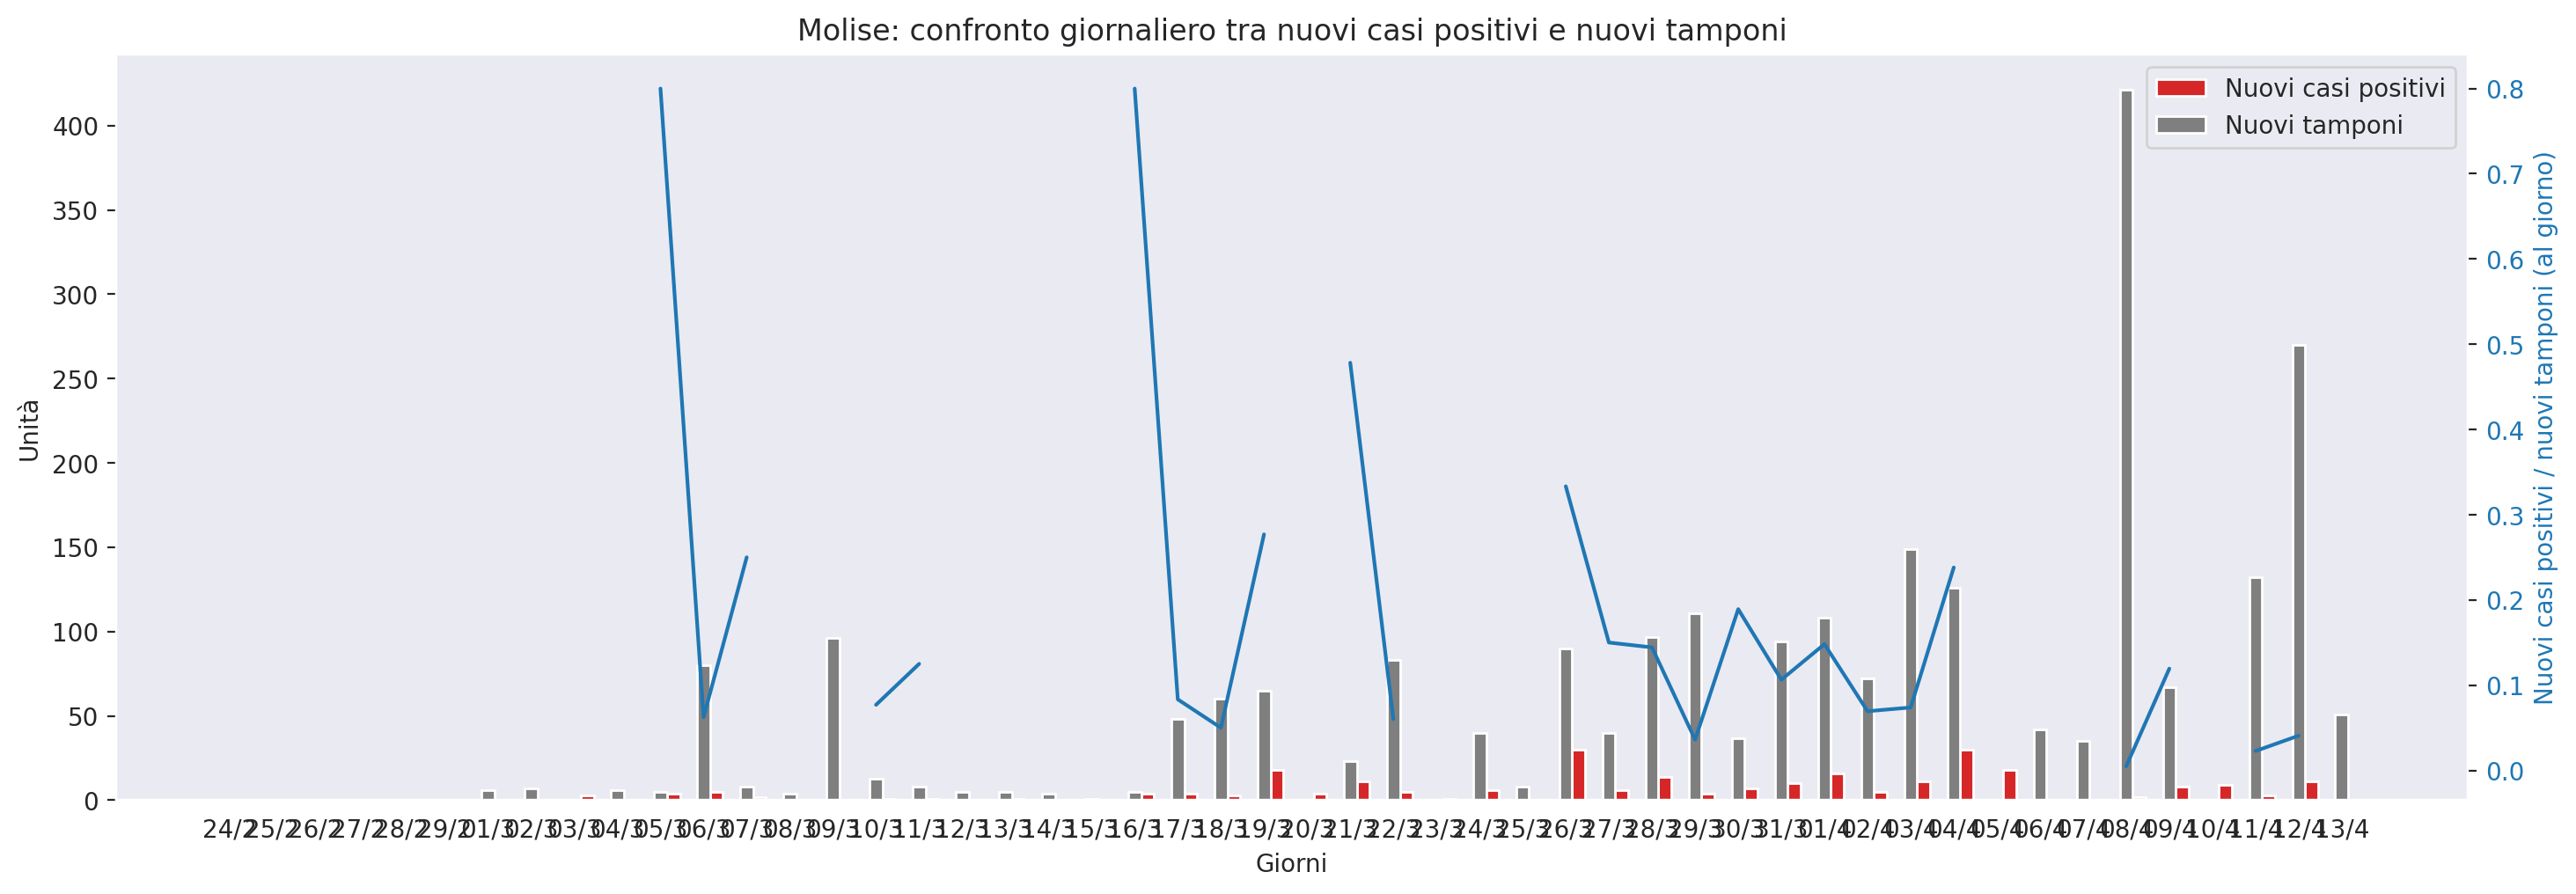 Molise: confronto giornaliero tra nuovi casi positivi e nuovi tamponi
Nuovi casi positivi
Nuovi tamponi
Unità
400
350
300
250
200
150
100
50
0
0.8
0.7
0.6
0.5
0.4
0.3
0.2
0.1
0.0
Nuovi casi positivi / nuovi tamponi (al giorno)
24/2 25/2 26/2 27/2 28/2 29/2 01/3 02/3 03/3 04/3 05/3 06/3 07/3 08/3 09/3 10/3 11/3 12/3 13/3 14/3 15/3 16/3 17/3 18/3 19/3 20/3 21/3 22/3 23/3 24/3 25/3 26/3 27/3 28/3 29/3 30/3 31/3 01/4 02/4 03/4 04/4 05/4 06/4 07/4 08/4 09/4 10/4 11/4 12/4 13/4
Giorni